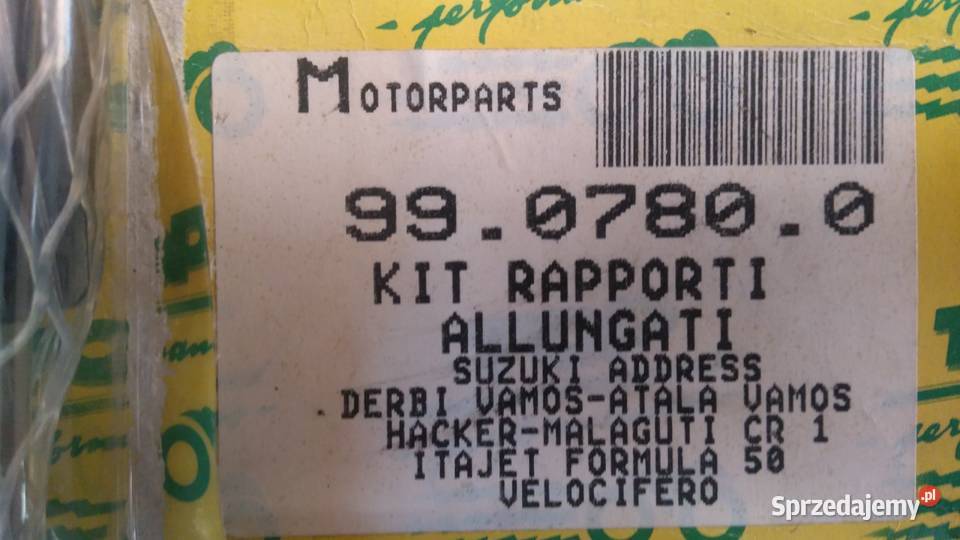 performa
MOTORPARTS
99.0780.0
KIT RAPPORTI
ALLUNGATI
SUZUKI ADDRESS
DERBI VAMOS-ATALA VAMOS
HACKER-MALAGUTI CR 1
ITAJET FORMULA 50
VELOCIFERO
Sprzedajemy.pl